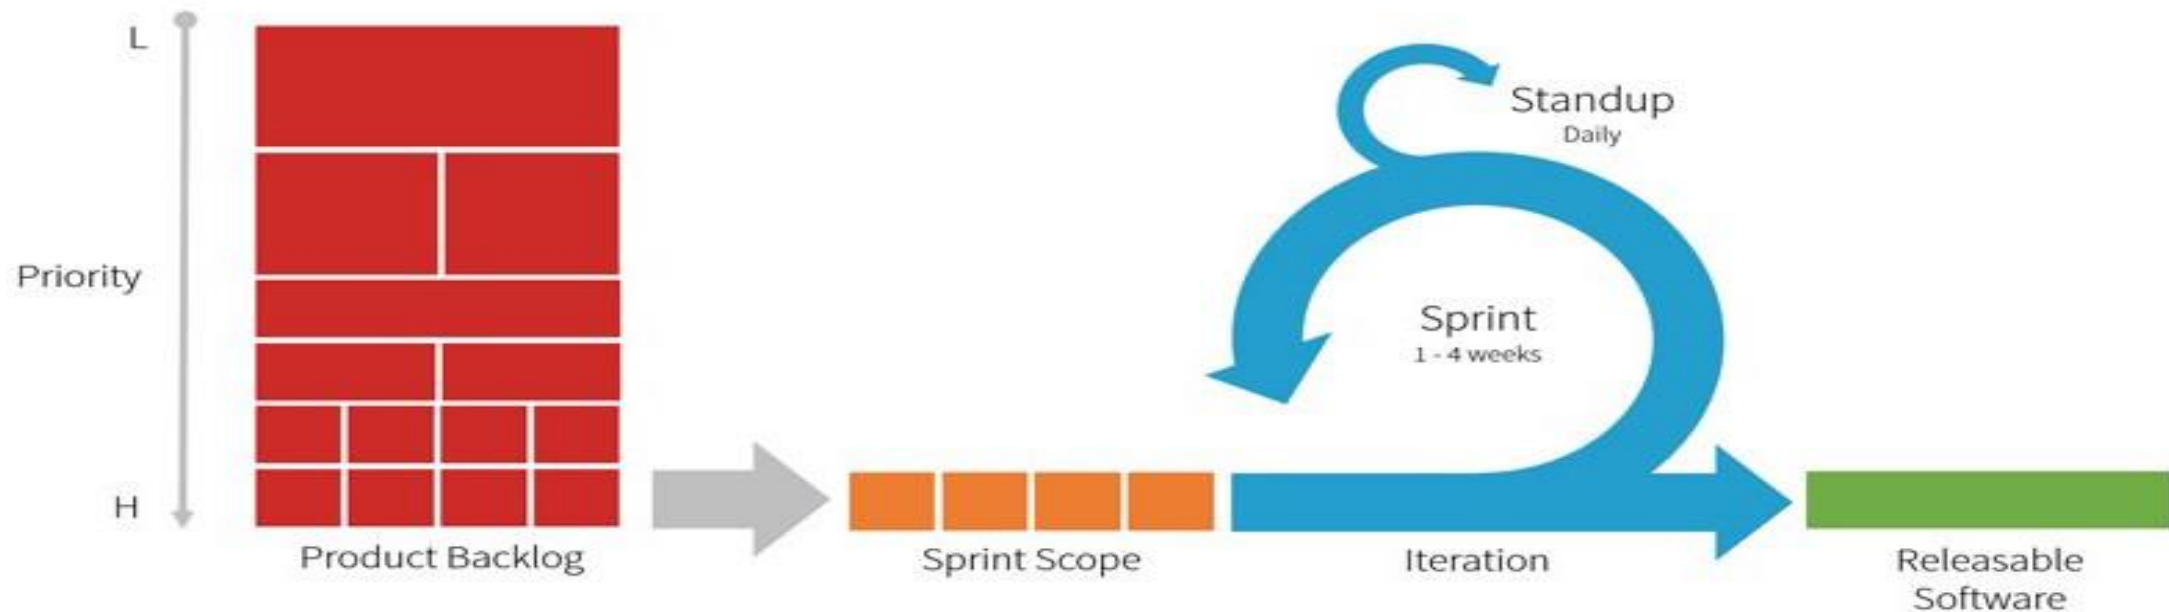 L
Priority
H
Product Backlog
Sprint Scope
Standup
Daily
Sprint
1 - 4 weeks
Iteration
Releasable
Software